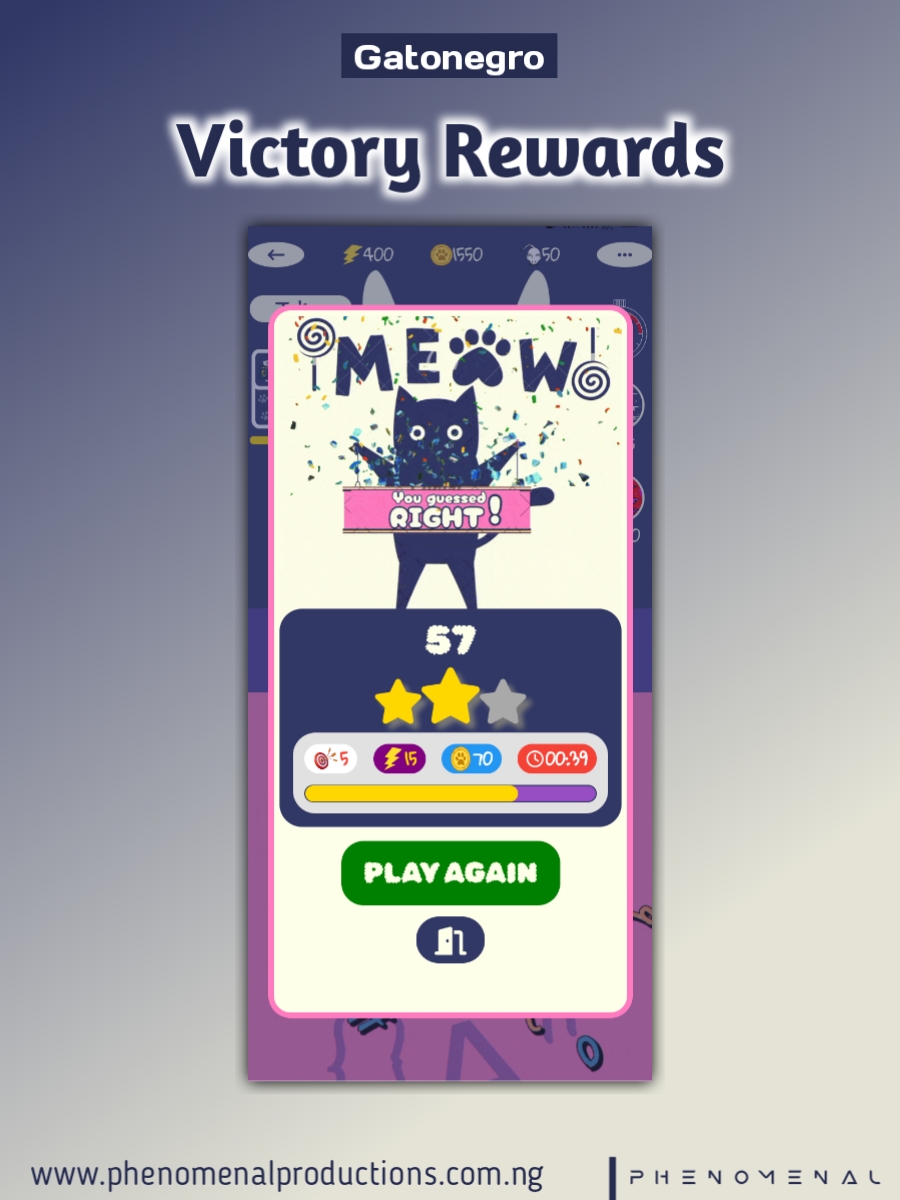 Gatonegro
Victory Rewards
400 1550 50
MEOW
You guessed
RIGHT!
57
5 15 70 00:39
PLAY AGAIN
www.phenomenalproductions.com.ng PHENOMENAL